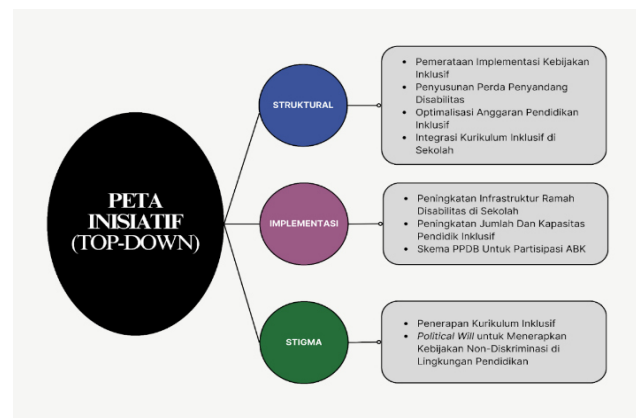 PETA
INISIATIF
(TOP-DOWN)
STRUKTURAL
• Pemerataan Implementasi Kebijakan
Inklusif
• Penyusunan Perda Penyandang
Disabilitas
• Optimalisasi Anggaran Pendidikan
Inklusif
• Integrasi Kurikulum Inklusif di
Sekolah
IMPLEMENTASI
• Peningkatan Infrastruktur Ramah
Disabilitas di Sekolah
• Peningkatan Jumlah Dan Kapasitas
Pendidik Inklusif
• Skema PPDB Untuk Partisipasi ABK
STIGMA
• Penerapan Kurikulum Inklusif
• Political Will untuk Menerapkan
Kebijakan Non-Diskriminasi di
Lingkungan Pendidikan